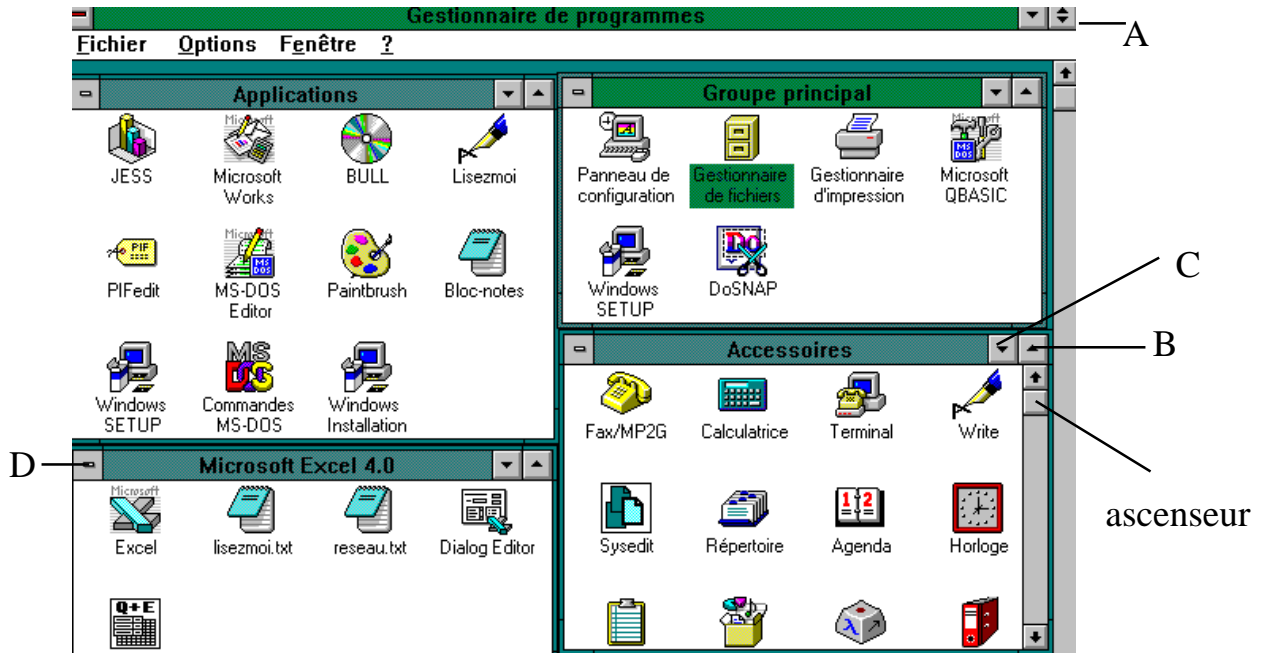 Gestionnaire de programmes
A
Fichier Options Fenêtre ?
Applications
JESS
Microsoft
Works
BULL
Lisezmoi
PIFedit
MS-DOS
Editor
Paintbrush
Bloc-notes
Windows
SETUP
Commandes
MS-DOS
Windows
Installation
Groupe principal
Panneau de
configuration
Gestionnaire
de fichiers
Gestionnaire
d'impression
Microsoft
QBASIC
Windows
SETUP
DoSNAP
C
B
Accessoires
Fax/MP2G
Calculatrice
Terminal
Write
ascenseur
Sysedit
Répertoire
Agenda
Horloge
D
Microsoft Excel 4.0
Microsoft
Excel
lisezmoi.txt
reseau.txt
Dialog Editor
Q+E